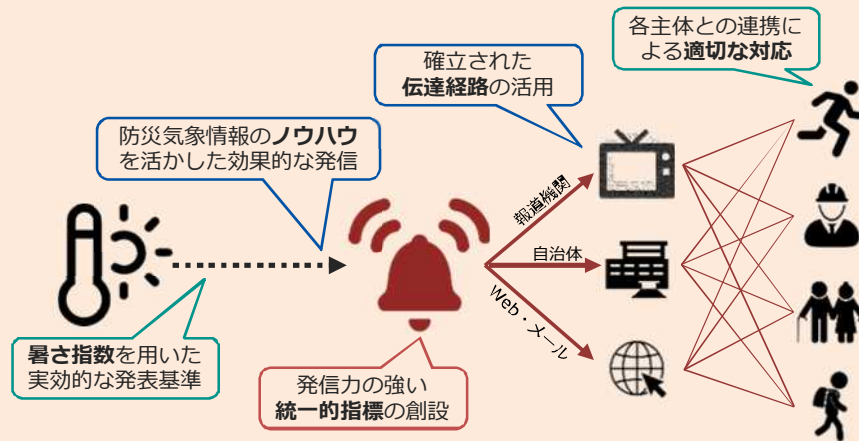 各主体との連携に
よる適切な対応
確立された
伝達経路の活用
防災気象情報のノウハウ
を活かした効果的な発信
報道機関
自治体
Web・メール
暑さ指数を用いた
実効的な発表基準
発信力の強い
統一的指標の創設